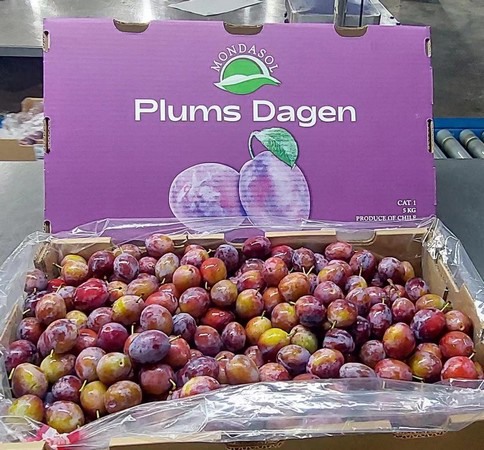 MONDASOL
Plums Dagen
CAT 1
5 KG
PRODUCE OF CHILE